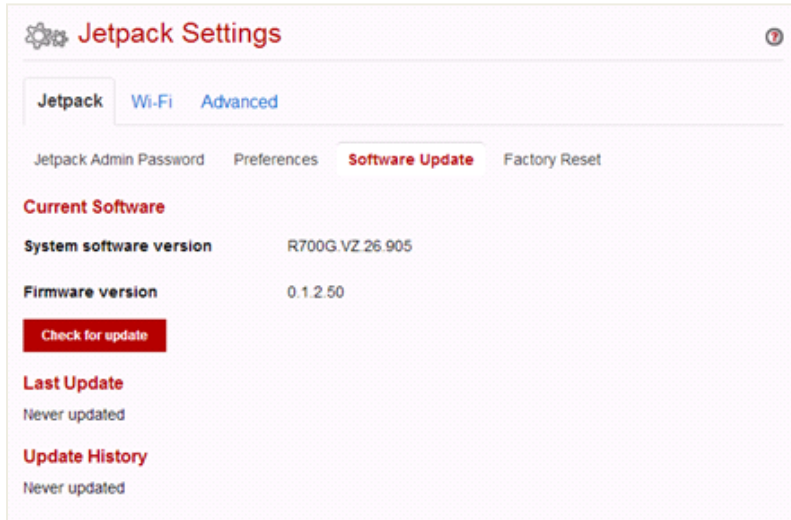 Jetpack Settings
?
Jetpack Wi-Fi Advanced
Jetpack Admin Password Preferences Software Update Factory Reset
Current Software
System software version R700G.VZ.26.905
Firmware version 0.1.2.50
Check for update
Last Update
Never updated
Update History
Never updated